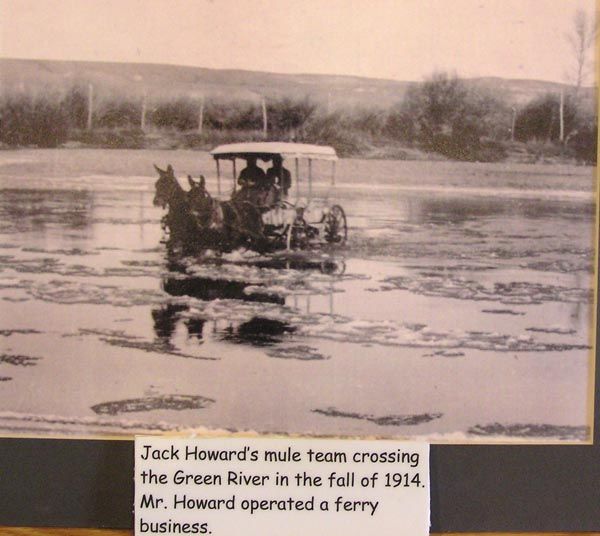 Jack Howard's mule team crossing
the Green River in the fall of 1914.
Mr. Howard operated a ferry
business.